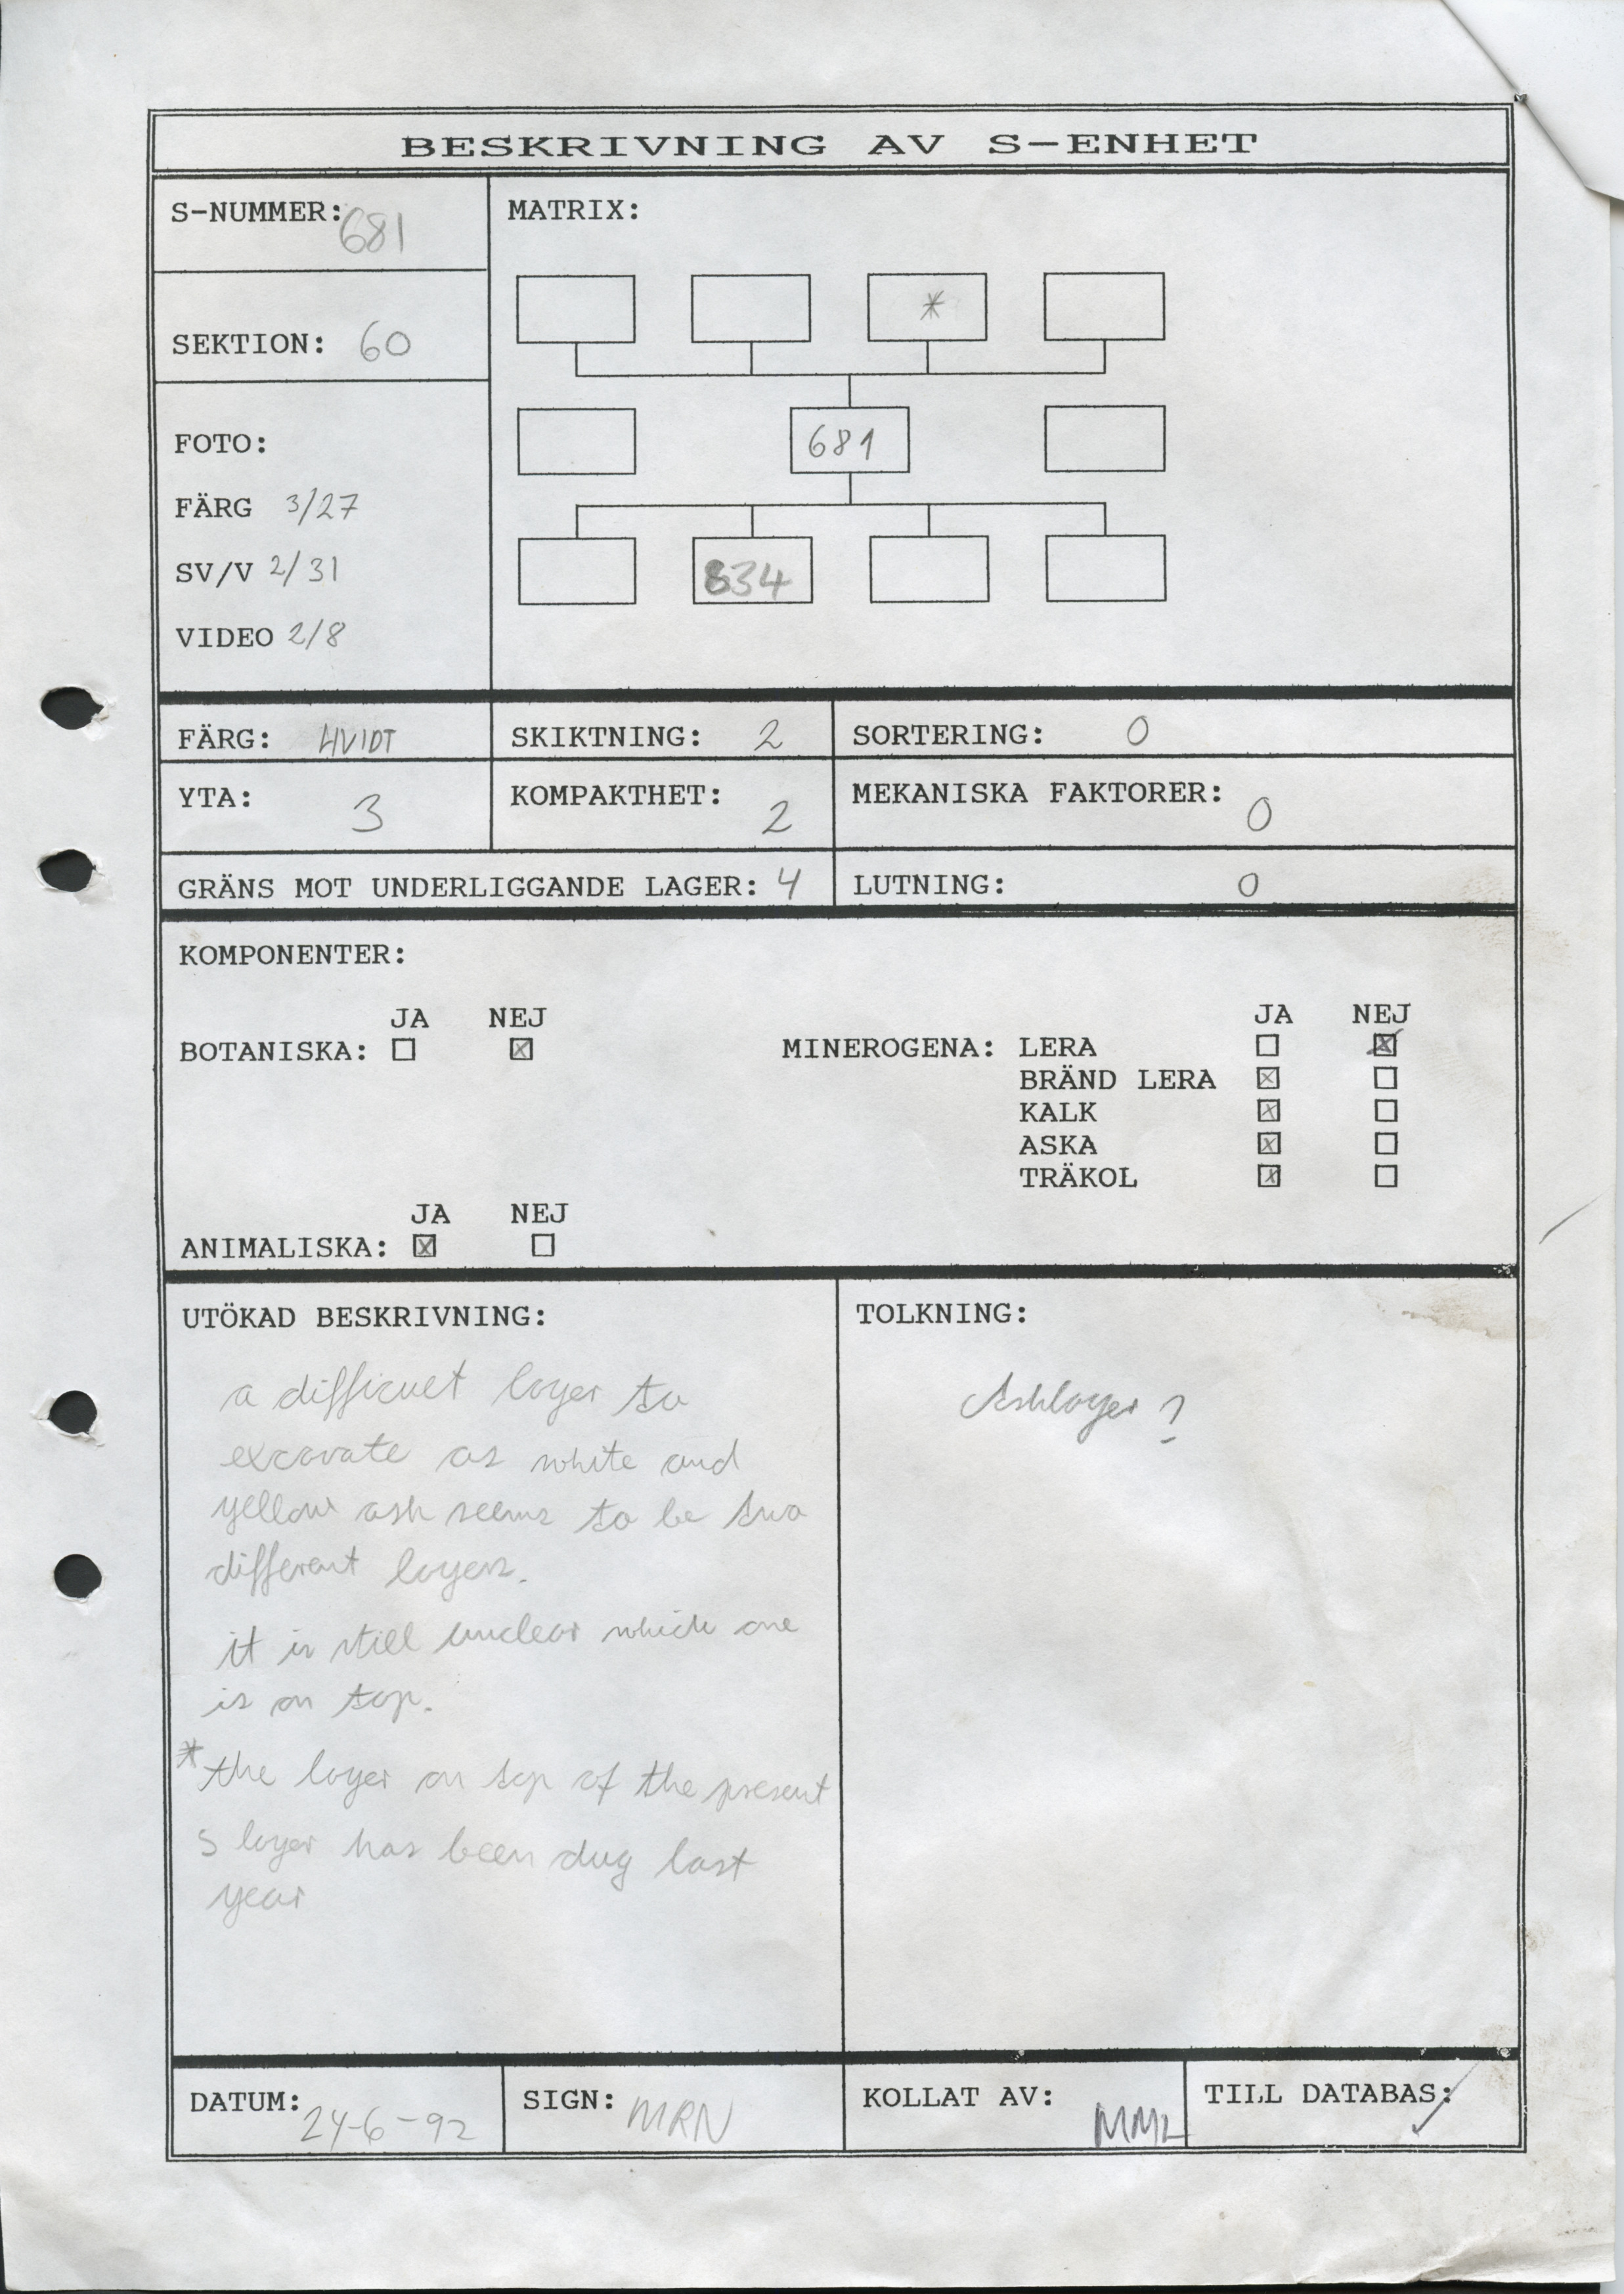 BESKRIVNING AV S-ENHET
S-NUMMER: 681
MATRIX:
*
SEKTION: 60
681
FOTO:
FÄRG 3/27
SV/V 2/31
834
VIDEO 2/8
FÄRG: HVIDT
SKIKTNING: 2
SORTERING: 0
YTA: 3
KOMPAKTHET: 2
MEKANISKA FAKTORER: 0
GRÄNS MOT UNDERLIGGANDE LAGER: 4
LUTNING: 0
KOMPONENTER:
JA NEJ
BOTANISKA: ☐ ☒
JA NEJ
MINEROGENA: LERA ☐ ☒
BRÄND LERA ☒ ☐
KALK ☒ ☐
ASKA ☒ ☐
TRÄKOL ☒ ☐
JA NEJ
ANIMALISKA: ☒ ☐
UTÖKAD BESKRIVNING:
a difficuet layer to
excavate as white and
yellow ash seems to be two
different layers.
it is still unclear which one
is on top.
* the layer on top of the present
S layer has been dug last
year
TOLKNING:
Ashlayer?
DATUM: 24-6-92
SIGN: MRN
KOLLAT AV: MML
TILL DATABAS: ✓